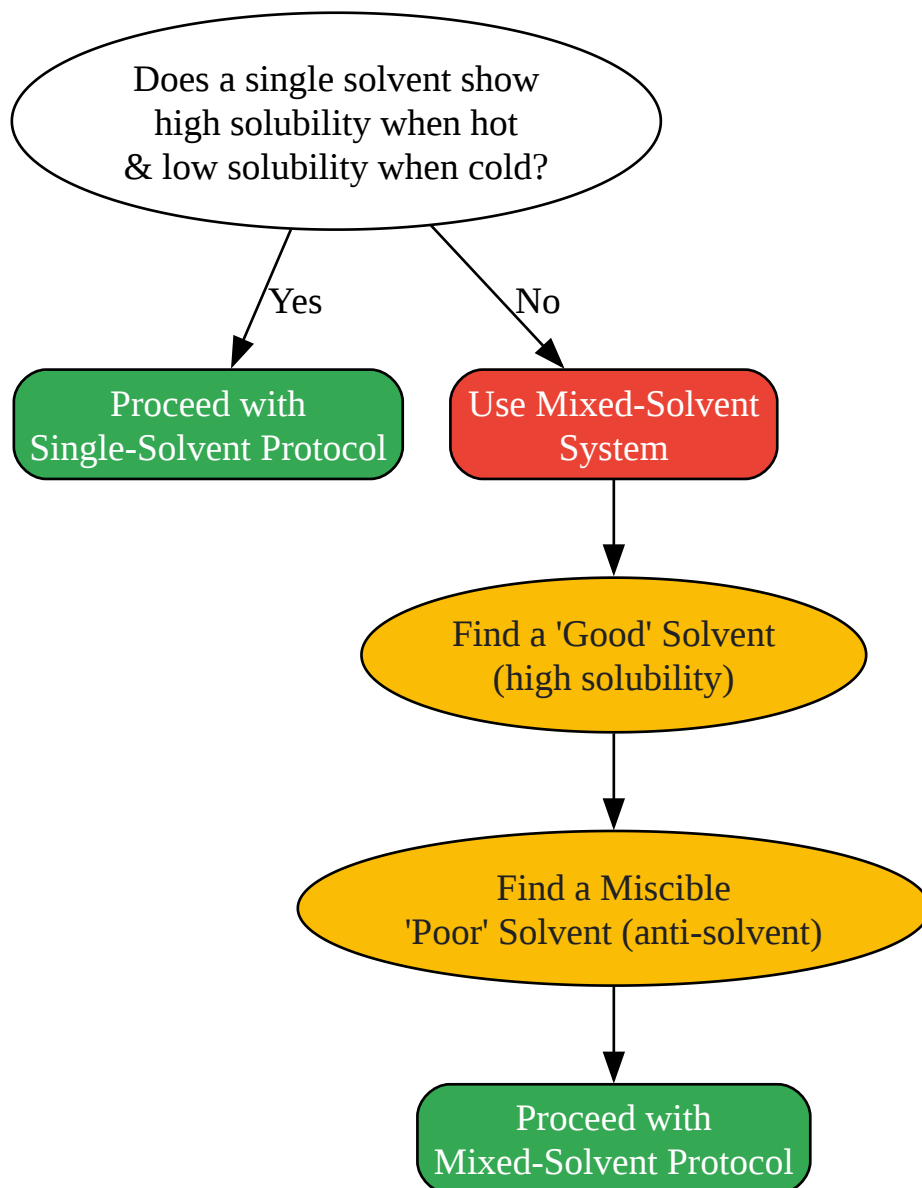 Does a single solvent show
high solubility when hot
& low solubility when cold?
Yes
No
Proceed with
Single-Solvent Protocol
Use Mixed-Solvent
System
Find a 'Good' Solvent
(high solubility)
Find a Miscible
'Poor' Solvent (anti-solvent)
Proceed with
Mixed-Solvent Protocol